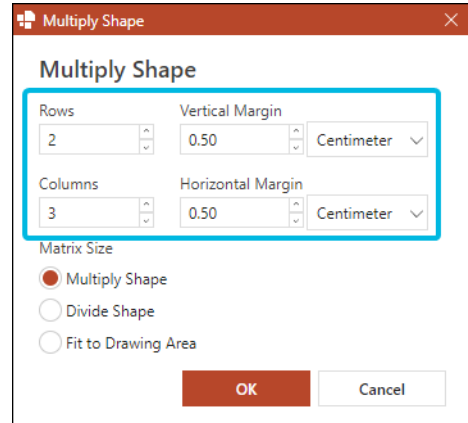 Multiply Shape
Multiply Shape
Rows Vertical Margin
2 0.50 Centimeter
Columns Horizontal Margin
3 0.50 Centimeter
Matrix Size
Multiply Shape
Divide Shape
Fit to Drawing Area
OK Cancel